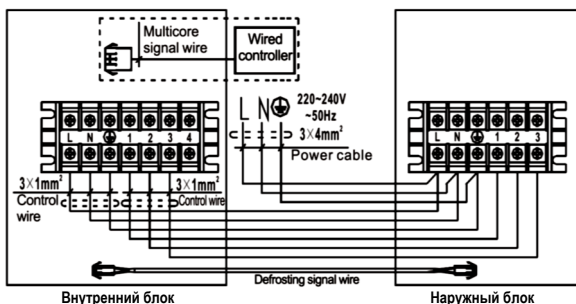 Multicore
signal wire
Wired
controller
L N 220~240V
~50Hz
3×4mm²
Power cable
L N 1 2 3 4
L N 1 2 3
3×1mm²
Control
wire
3×1mm²
Control wire
Defrosting signal wire
Внутренний блок
Наружный блок